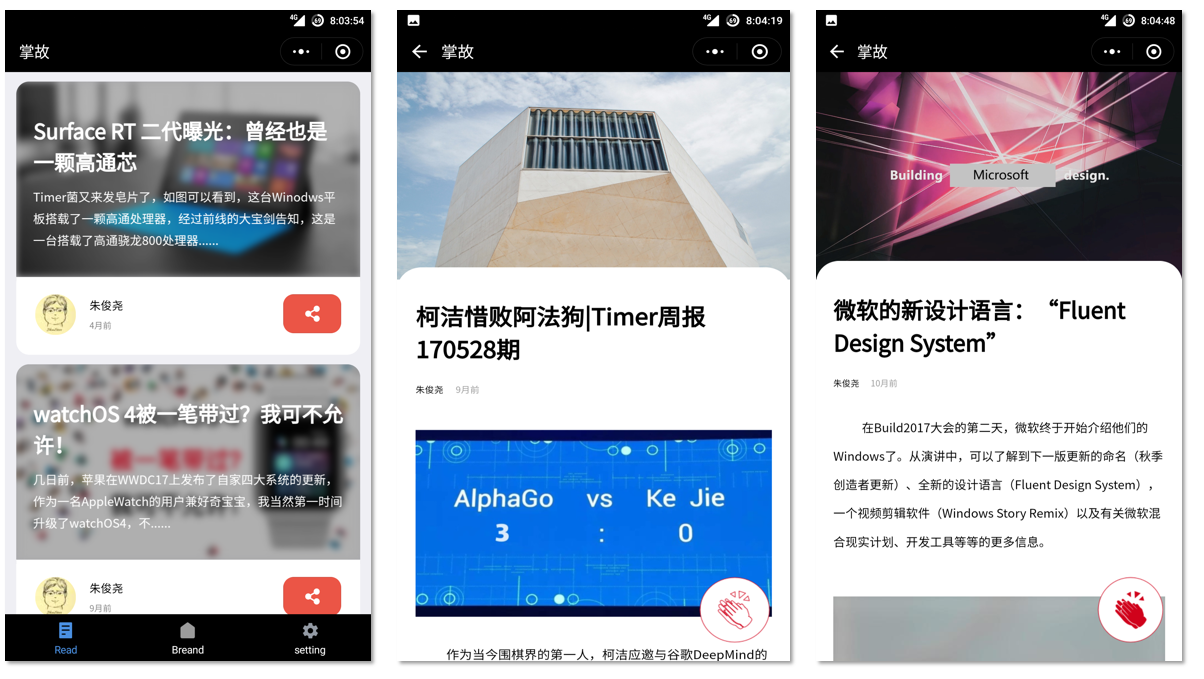 4G 69 8:03:54
掌故
Surface RT 二代曝光：曾经也是
一颗高通芯
Timer菌又来发皂片了，如图可以看到，这台Winodws平
板搭载了一颗高通处理器，经过前线的大宝剑告知，这是
一台搭载了高通骁龙800处理器......
朱俊尧
4月前
watchOS 4被一笔带过？我可不允
许！
被一笔带过?
几日前，苹果在WWDC17上发布了自家四大系统的更新，
作为一名AppleWatch的用户兼好奇宝宝，我当然第一时间
升级了watchOS4，不......
朱俊尧
9月前
Read
Breand
setting
4G 69 8:04:19
掌故
柯洁惜败阿法狗|Timer周报
170528期
朱俊尧 9月前
AlphaGo vs Ke Jie
3 : 0
作为当今围棋界的第一人，柯洁应邀与谷歌DeepMind的
4G 69 8:04:48
掌故
Building Microsoft design.
微软的新设计语言：“Fluent
Design System”
朱俊尧 10月前
在Build2017大会的第二天，微软终于开始介绍他们的
Windows了。从演讲中，可以了解到下一版更新的命名（秋季
创造者更新）、全新的设计语言（Fluent Design System），
一个视频剪辑软件（Windows Story Remix）以及有关微软混
合现实计划、开发工具等等的更多信息。